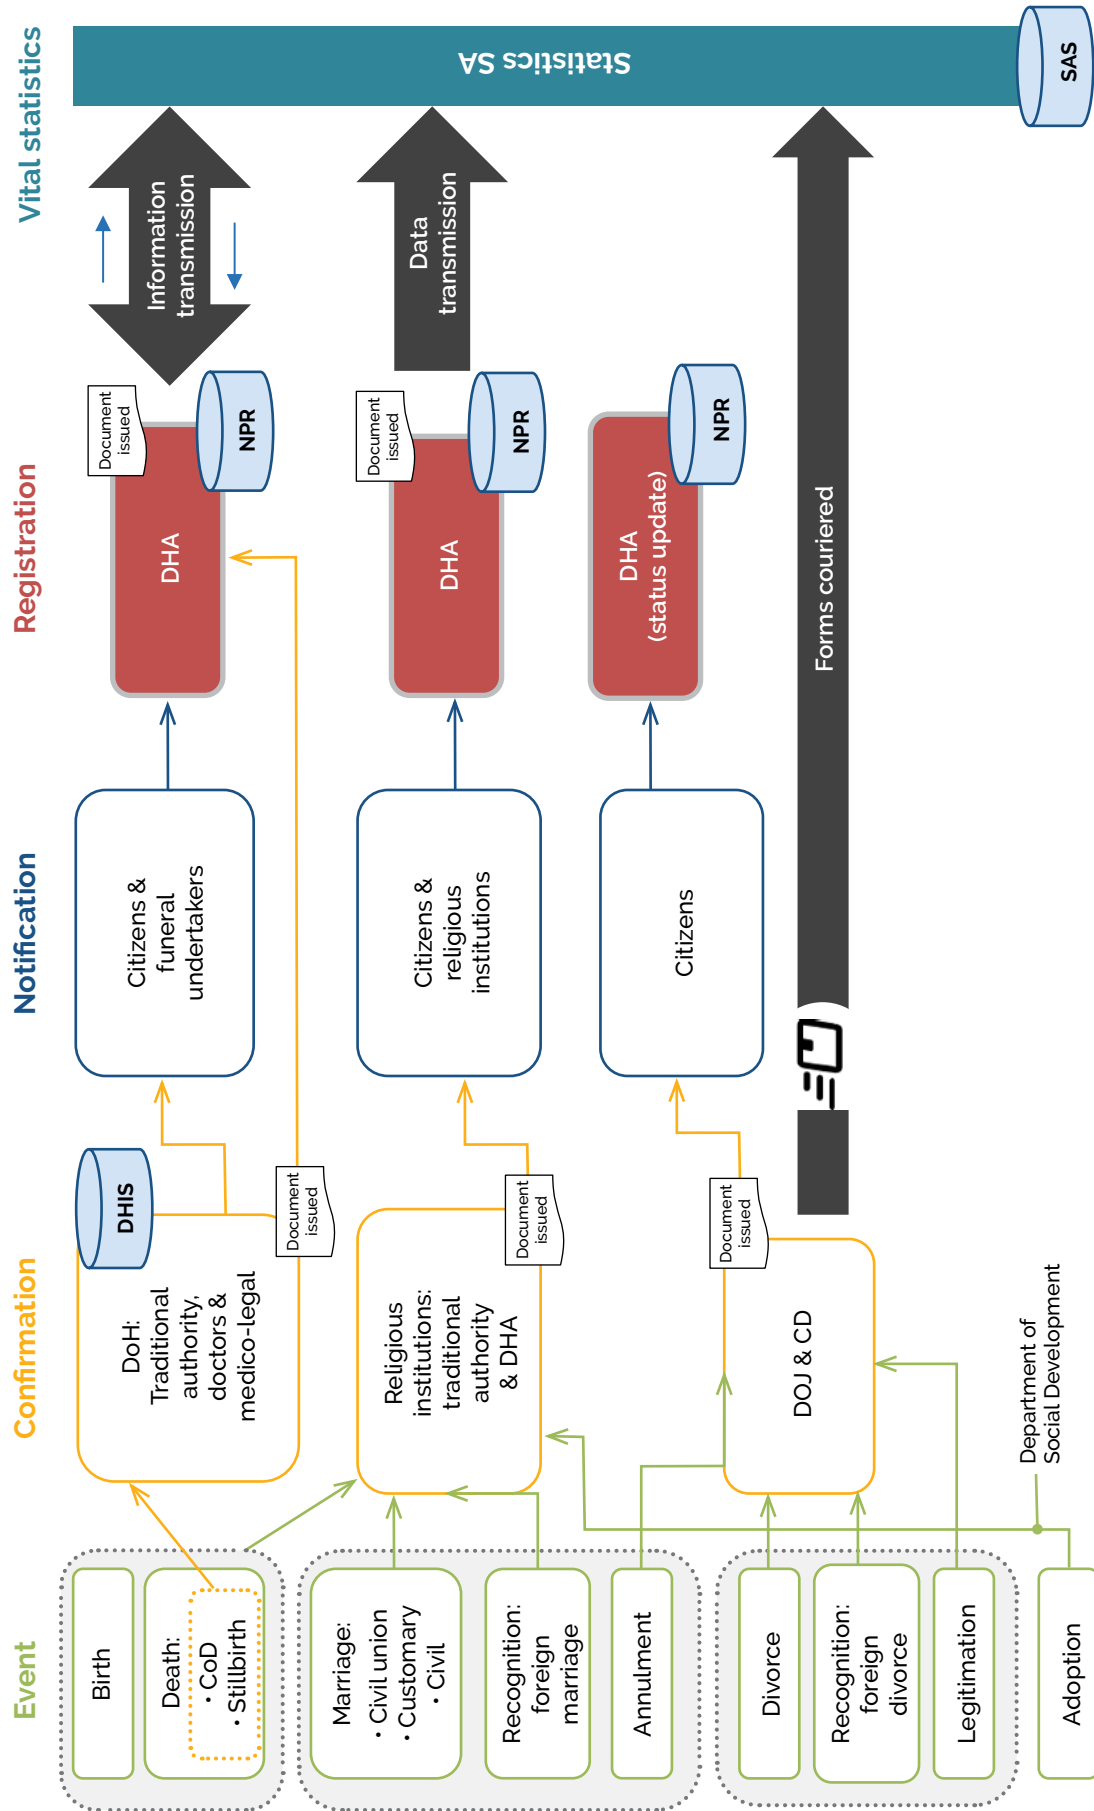 Event
Confirmation
Notification
Registration
Vital statistics
Birth
Death:
• CoD
• Stillbirth
DoH:
Traditional
authority,
doctors &
medico-legal
DHIS
Document
issued
Citizens &
funeral
undertakers
DHA
Document
issued
NPR
Information
transmission
Marriage:
• Civil union
• Customary
• Civil
Recognition:
foreign
marriage
Annulment
Religious
institutions:
traditional
authority
& DHA
Document
issued
Citizens &
religious
institutions
DHA
Document
issued
NPR
Data
transmission
Divorce
Recognition:
foreign
divorce
Legitimation
DOJ & CD
Document
issued
Citizens
DHA
(status update)
NPR
Forms couriered
Adoption
Department of
Social Development
Statistics SA
SAS